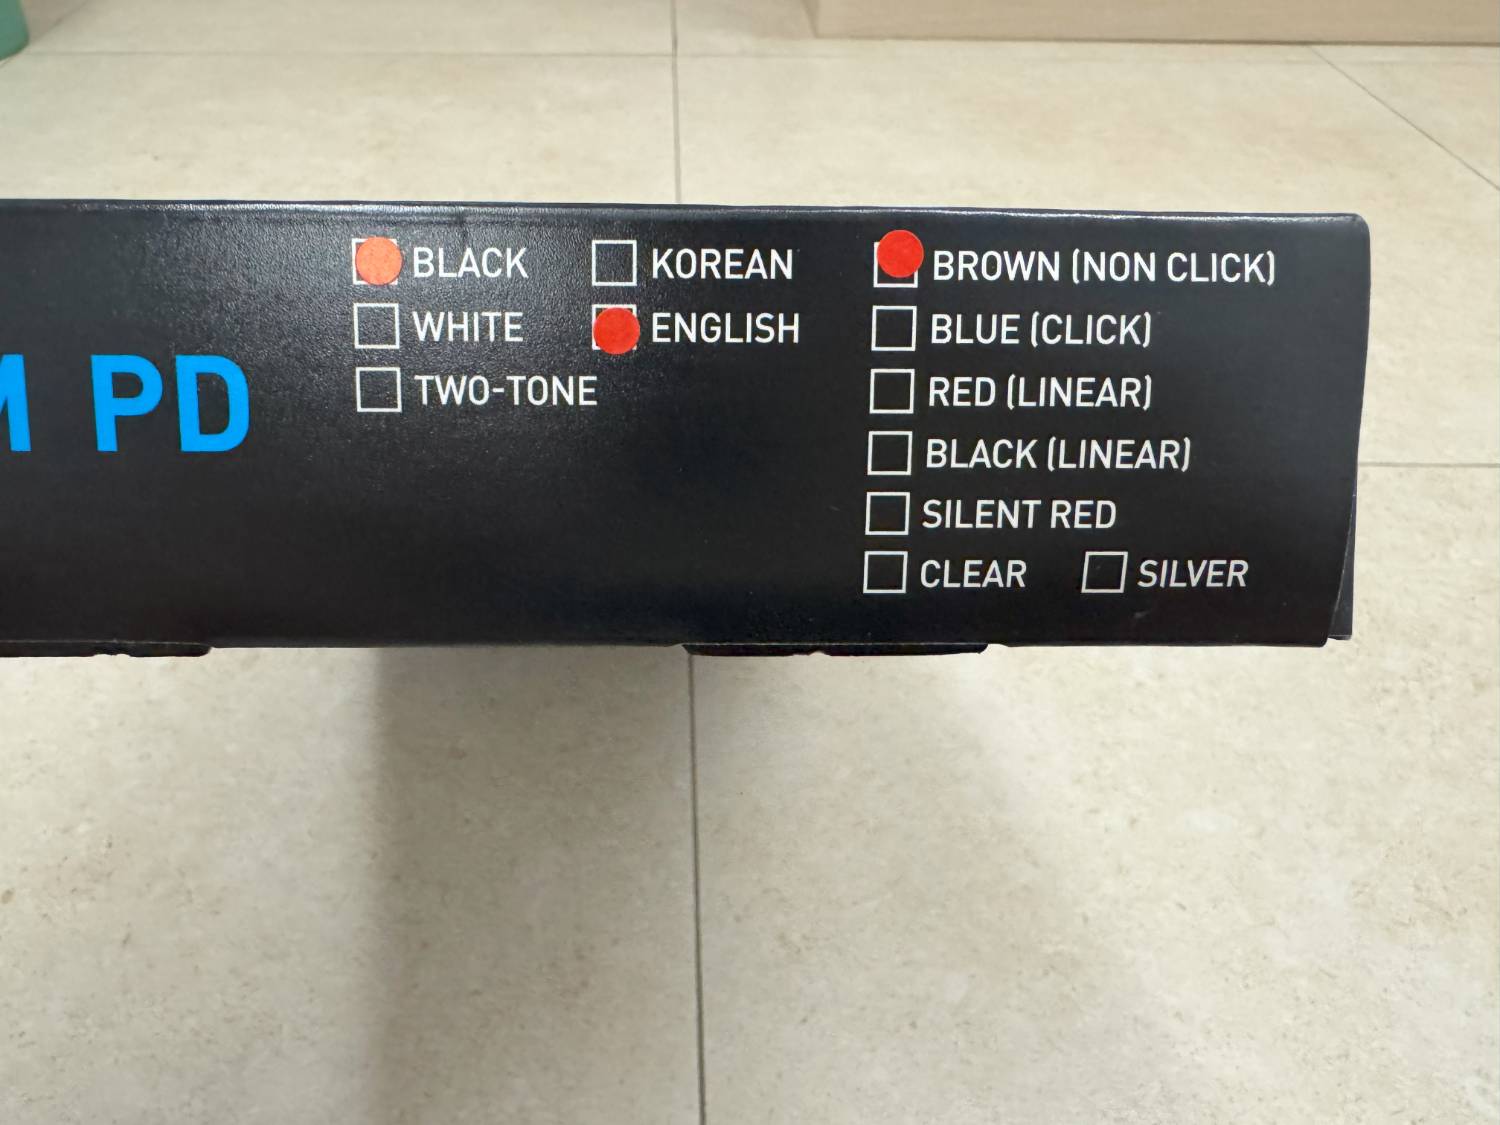 M PD
BLACK
WHITE
TWO-TONE
KOREAN
ENGLISH
BROWN (NON CLICK)
BLUE (CLICK)
RED (LINEAR)
BLACK (LINEAR)
SILENT RED
CLEAR SILVER